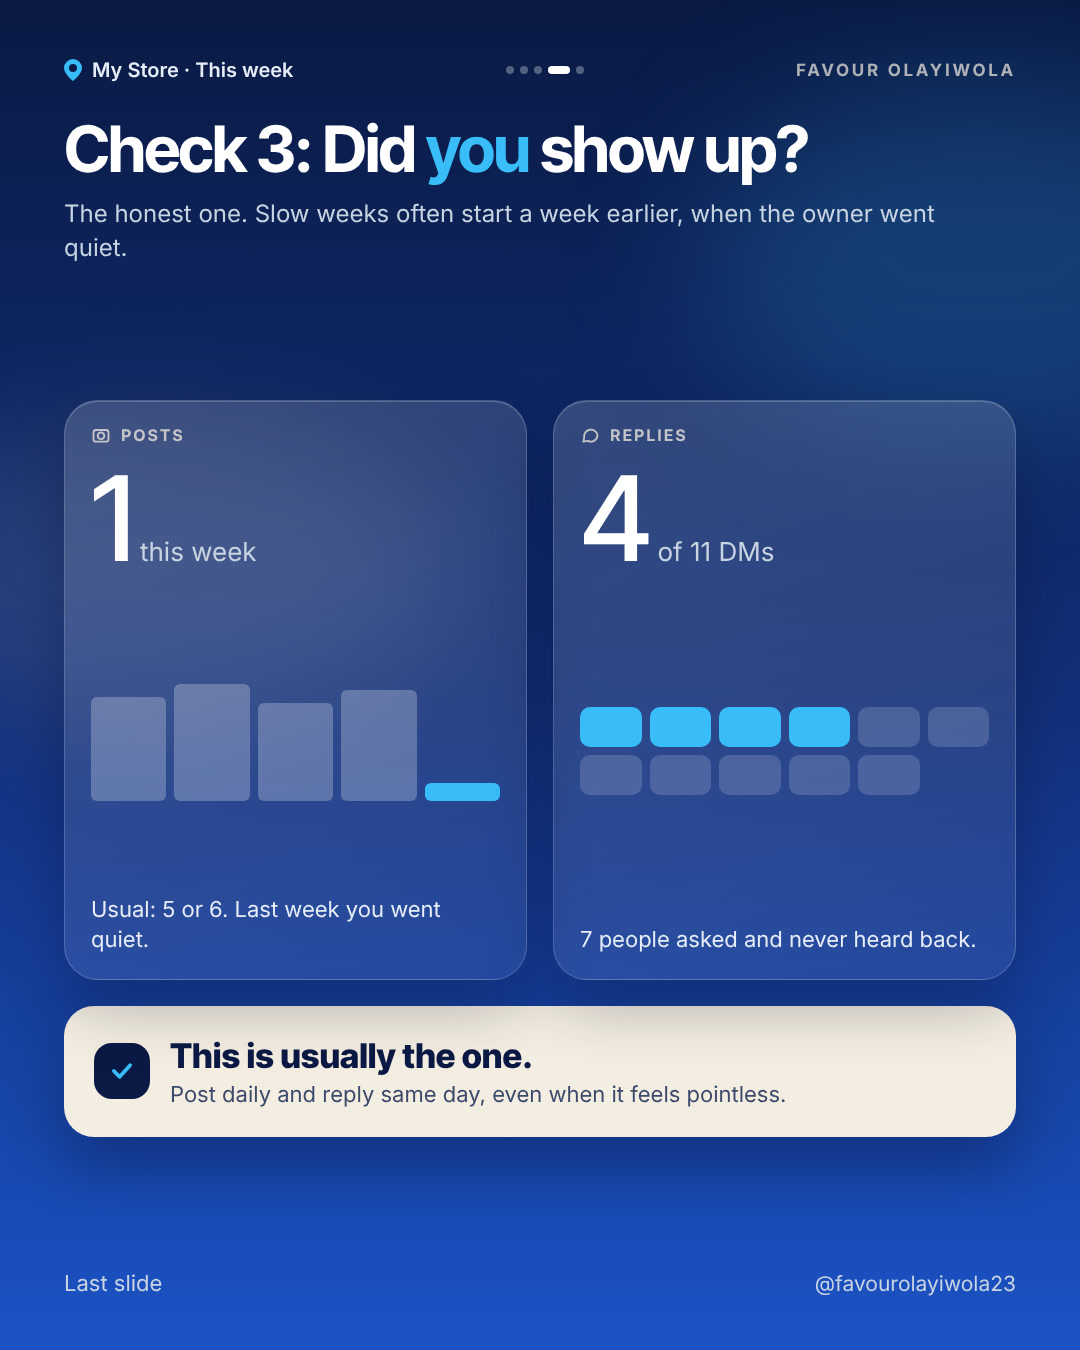 My Store · This week
FAVOUR OLAYIWOLA
Check 3: Did you show up?
The honest one. Slow weeks often start a week earlier, when the owner went
quiet.
POSTS
1 this week
Usual: 5 or 6. Last week you went
quiet.
REPLIES
4 of 11 DMs
7 people asked and never heard back.
This is usually the one.
Post daily and reply same day, even when it feels pointless.
Last slide
@favourolayiwola23